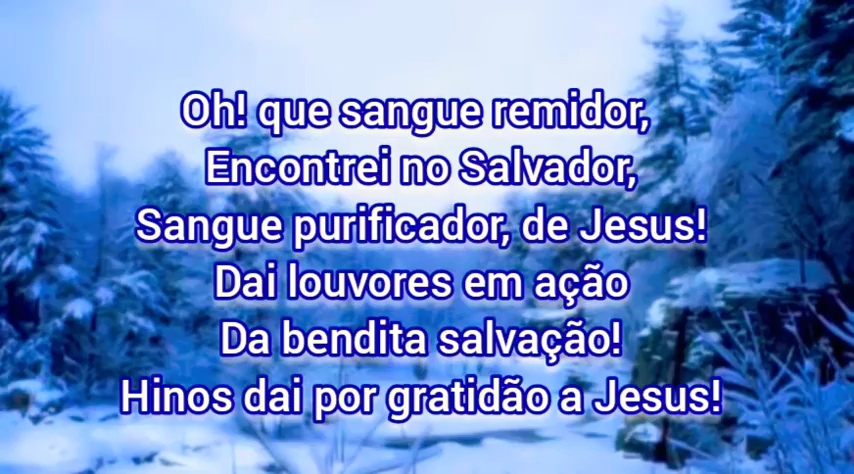 Oh! que sangue remidor,
Encontrei no Salvador,
Sangue purificador, de Jesus!
Dai louvores em ação
Da bendita salvação!
Hinos dai por gratidão a Jesus!